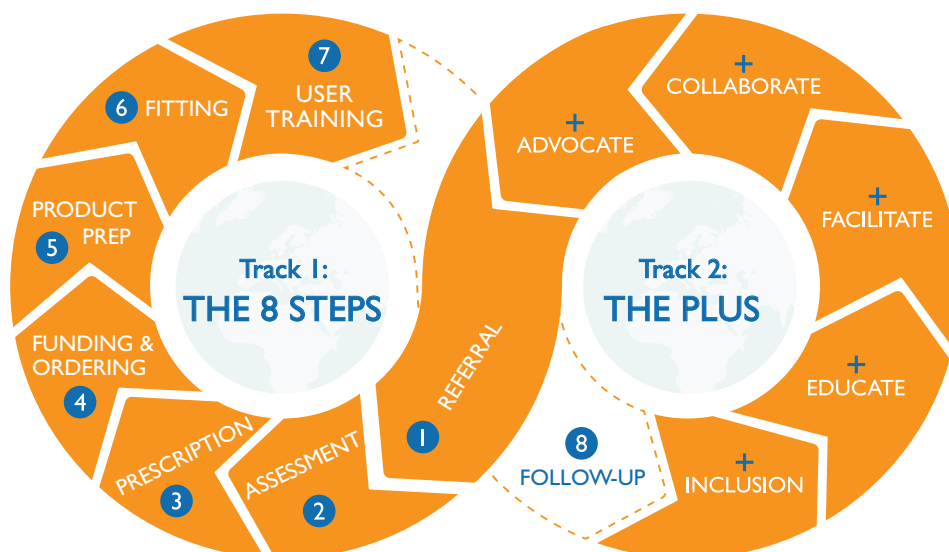 7
USER
TRAINING
6 FITTING
PRODUCT
PREP
5
FUNDING &
ORDERING
4
PRESCRIPTION
3
ASSESSMENT
2
REFERRAL
1
Track 1:
THE 8 STEPS
8
FOLLOW-UP
+
ADVOCATE
+
COLLABORATE
+
FACILITATE
+
EDUCATE
+
INCLUSION
Track 2:
THE PLUS